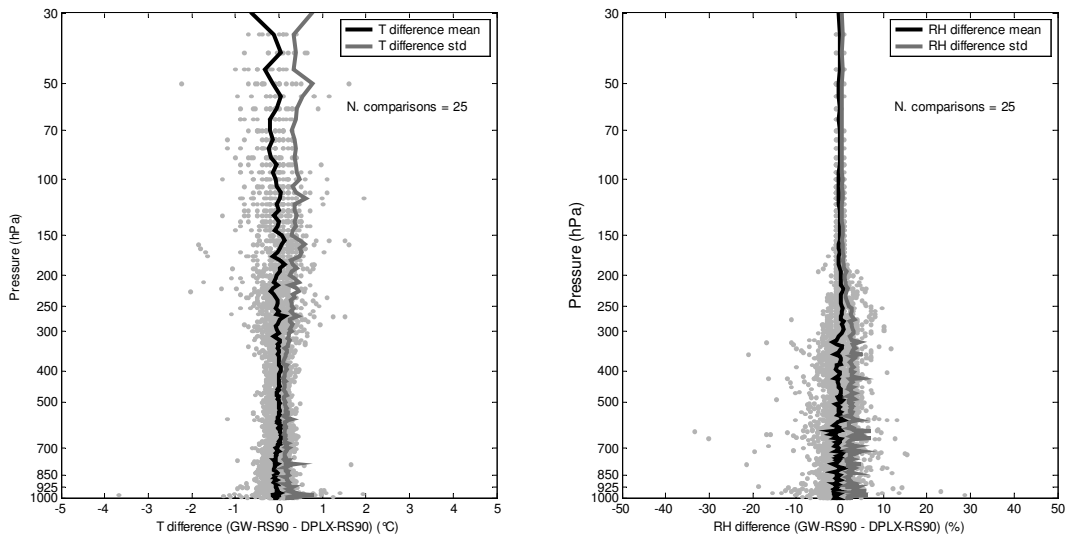 30
50
70
100
150
200
250
300
400
500
700
850
925
1000
Pressure (hPa)
T difference mean
T difference std
N. comparisons = 25
-5 -4 -3 -2 -1 0 1 2 3 4 5
T difference (GW-RS90 - DPLX-RS90) (°C)
30
50
70
100
150
200
250
300
400
500
700
850
925
1000
Pressure (hPa)
RH difference mean
RH difference std
N. comparisons = 25
-50 -40 -30 -20 -10 0 10 20 30 40 50
RH difference (GW-RS90 - DPLX-RS90) (%)